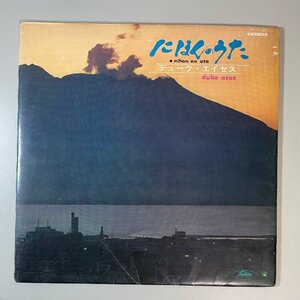 にほんのうた
nihon no uta
デューク・エイセス
duke aces